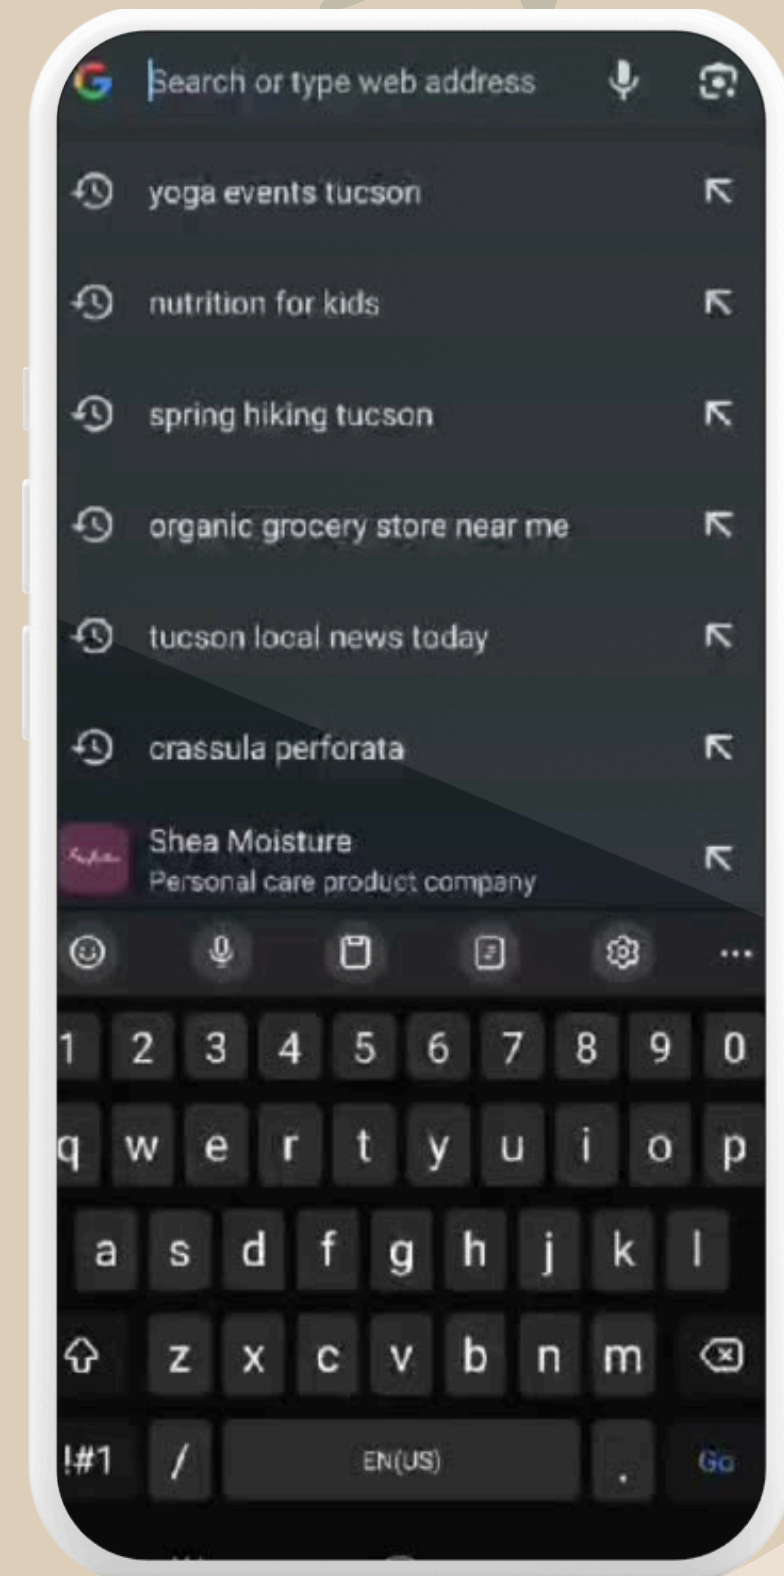 Search or type web address
yoga events tucson
nutrition for kids
spring hiking tucson
organic grocery store near me
tucson local news today
crassula perforata
Shea Moisture
Personal care product company
1 2 3 4 5 6 7 8 9 0
q w e r t y u i o p
a s d f g h j k l
z x c v b n m
!#1 / EN(US) . Go